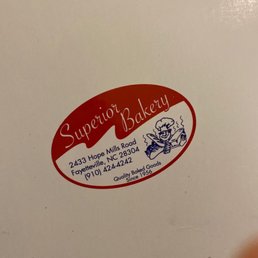 Superior
Bakery
2433 Hope Mills Road
Fayetteville, NC 28304
(910) 424-4242
Quality Baked Goods
Since 1956